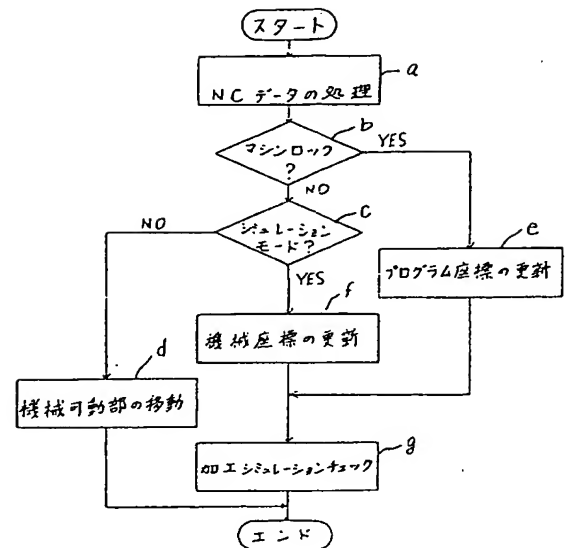 スタート
a
NCデータの処理
b
マシンロック
?
YES
NO
c
NO
シミュレーション
モード?
YES
e
プログラム座標の更新
f
機械座標の更新
d
機械可動部の移動
g
加工シミュレーションチェック
エンド